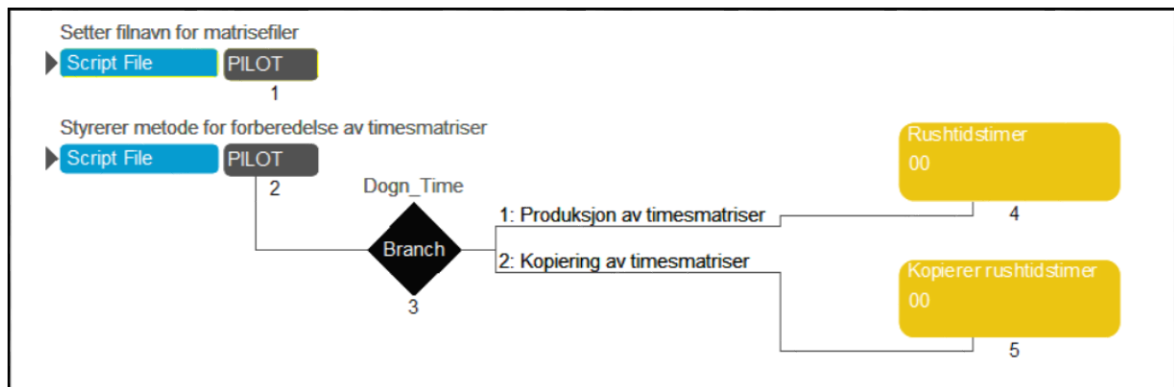 Setter filnavn for matrisefiler
Script File PILOT
1
Styrerer metode for forberedelse av timesmatriser
Script File PILOT
2
Dogn_Time
Branch
3
1: Produksjon av timesmatriser
2: Kopiering av timesmatriser
Rushtidstimer
00
4
Kopierer rushtidstimer
00
5